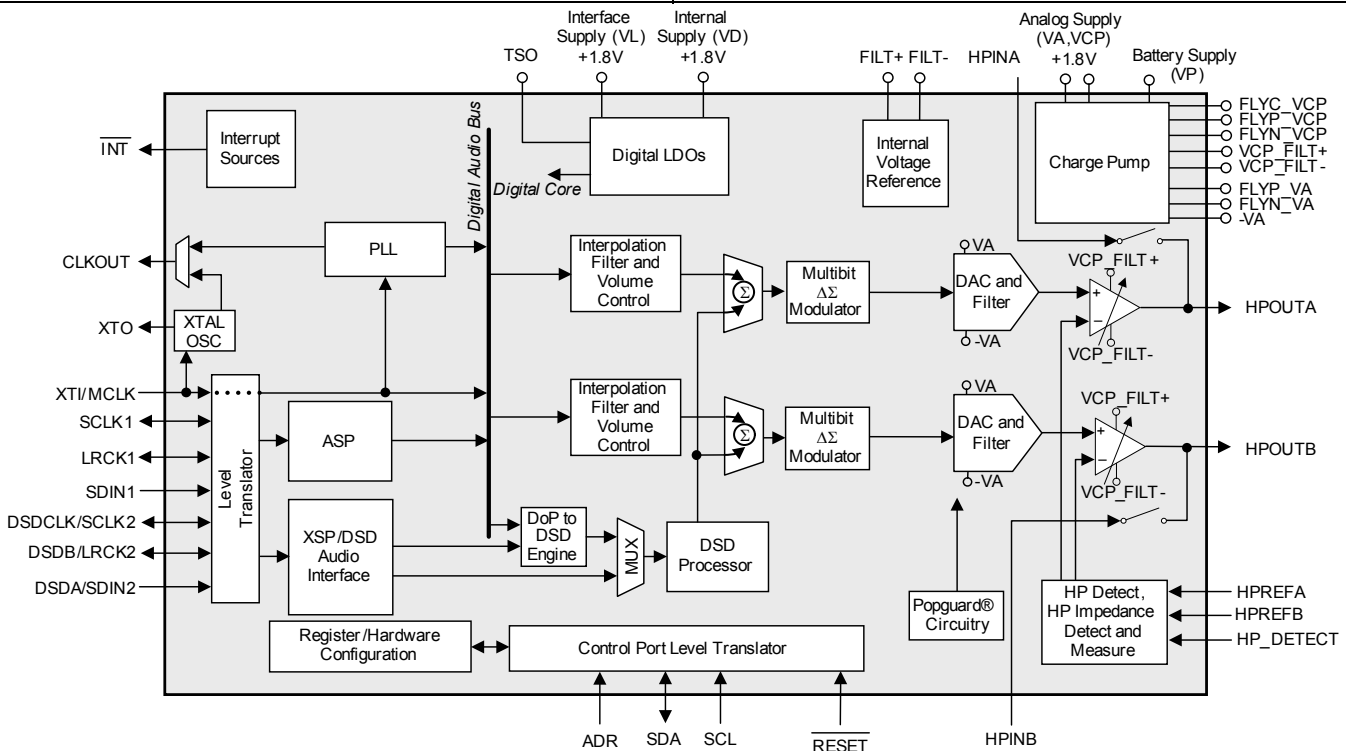 Interface
Supply (VL)
+1.8V
Internal
Supply (VD)
+1.8V
Analog Supply
(VA,VCP)
+1.8V
Battery Supply
(VP)
TSO
FILT+ FILT-
HPINA
INT
Interrupt
Sources
Digital Audio Bus
Digital LDOs
Digital Core
Internal
Voltage
Reference
Charge Pump
FLYC_VCP
FLYP_VCP
FLYN_VCP
VCP_FILT+
VCP_FILT-
FLYP_VA
FLYN_VA
-VA
CLKOUT
PLL
XTO
XTAL
OSC
Interpolation
Filter and
Volume
Control
Σ
Multibit
ΔΣ
Modulator
VA
DAC and
Filter
-VA
VCP_FILT+
+
−
VCP_FILT-
HPOUTA
XTI/MCLK
SCLK1
LRCK1
SDIN1
DSDCLK/SCLK2
DSDB/LRCK2
DSDA/SDIN2
Level
Translator
ASP
XSP/DSD
Audio
Interface
Interpolation
Filter and
Volume
Control
Σ
Multibit
ΔΣ
Modulator
VA
DAC and
Filter
-VA
VCP_FILT+
+
−
VCP_FILT-
HPOUTB
DoP to
DSD
Engine
MUX
DSD
Processor
Popguard®
Circuitry
HP Detect,
HP Impedance
Detect and
Measure
HPREFA
HPREFB
HP_DETECT
Register/Hardware
Configuration
Control Port Level Translator
ADR
SDA
SCL
RESET
HPINB